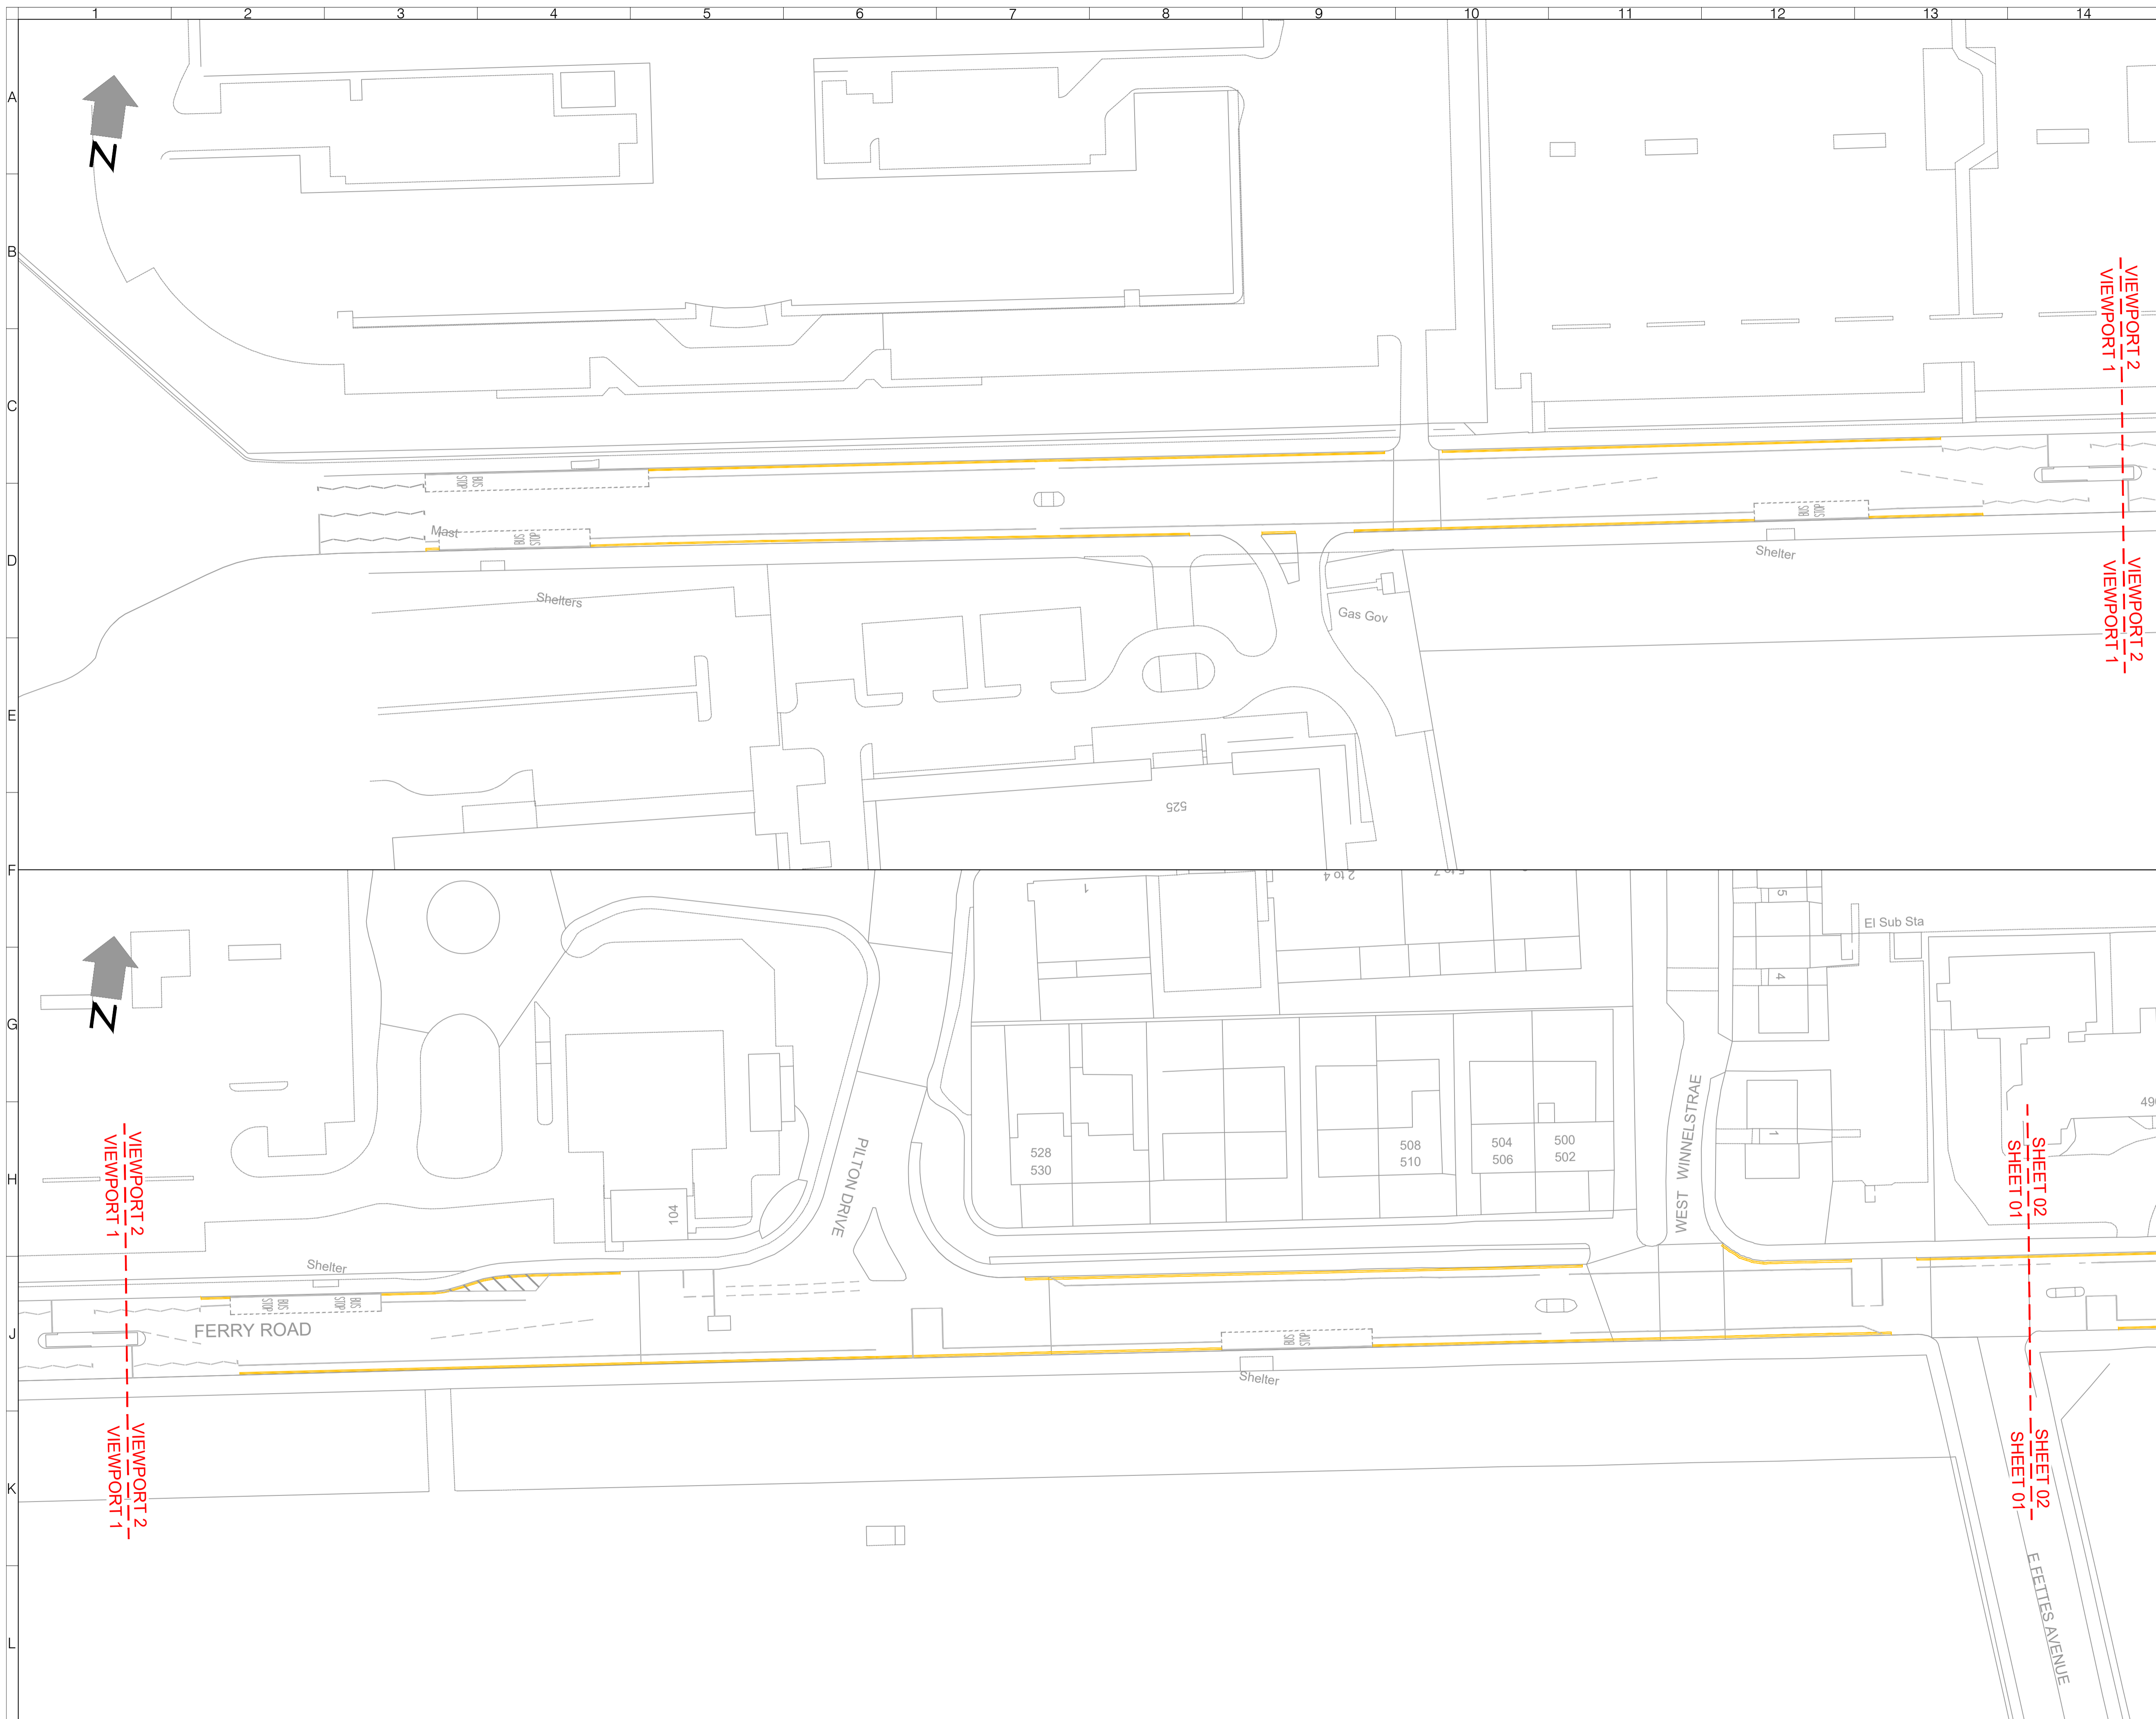 1 2 3 4 5 6 7 8 9 10 11 12 13 14
A
N
B
VIEWPORT 2
VIEWPORT 1
C
BUS
STOP
Mast
BUS
STOP
BUS
STOP
Shelter
D
Shelters
Gas Gov
VIEWPORT 2
VIEWPORT 1
E
525
F
2 to 4
1
5
El Sub Sta
4
N
G
H
VIEWPORT 2
VIEWPORT 1
104
PILTON DRIVE
528
530
508
510
504
506
500
502
WEST WINNELSTRAE
1
SHEET 02
SHEET 01
Shelter
BUS
STOP
BUS
STOP
FERRY ROAD
J
BUS
STOP
Shelter
VIEWPORT 2
VIEWPORT 1
K
SHEET 02
SHEET 01
L
E FETTES AVENUE